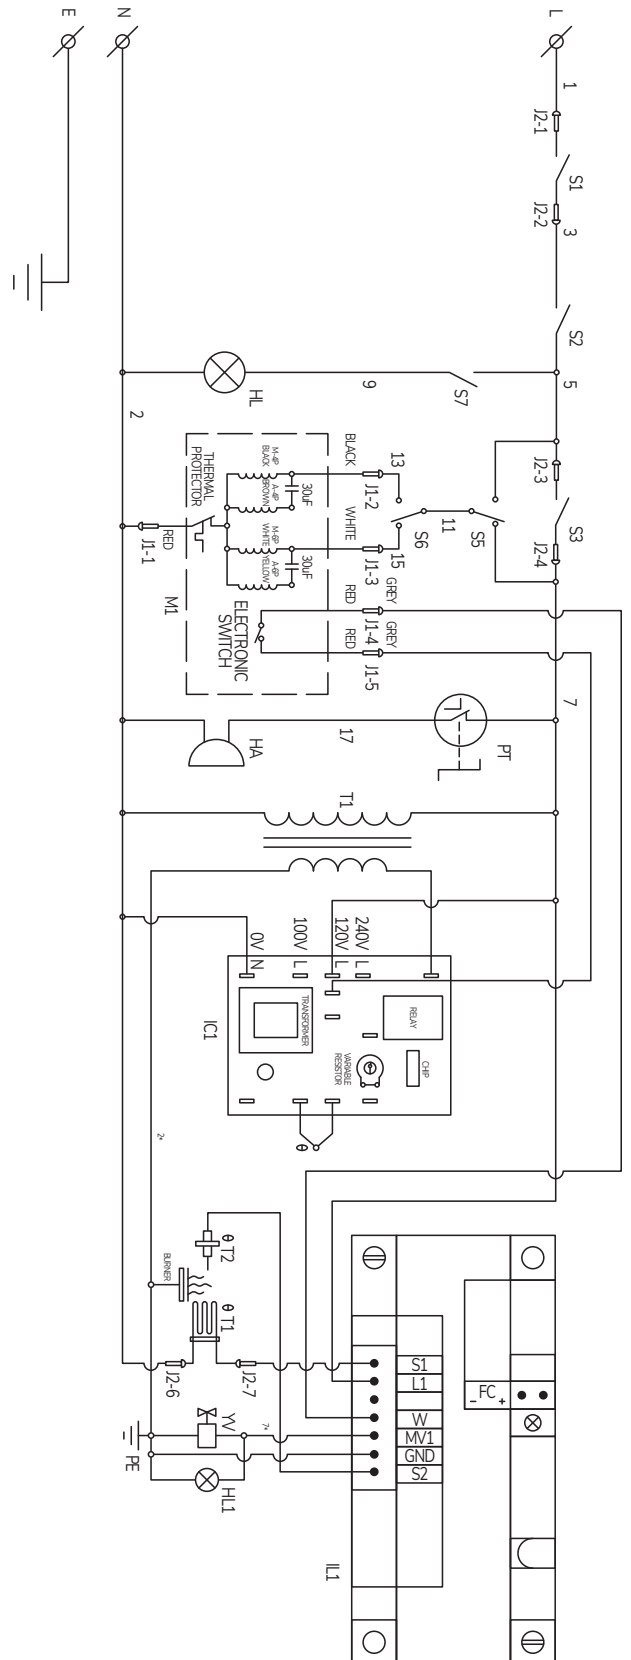 E
N
L
1
J2-1
S1
J2-2
3
S2
5
S7
9
HL
2
J2-3
S3
J2-4
S5
11
S6
13
15
BLACK
J1-2
WHITE
J1-3
GREY
RED
J1-4
GREY
RED
J1-5
THERMAL
PROTECTOR
M-4P
BLACK
A-4P
BROWN
30uF
M-6P
WHITE
A-6P
YELLOW
30uF
RED
J1-1
M1
ELECTRONIC
SWITCH
7
PT
17
HA
T1
240V L
120V L
100V L
0V N
TRANSFORMER
RELAY
CHIP
VARIABLE
RESISTOR
IC1
θ
2*
BURNER
θ T2
θ T1
J2-6
J2-7
YV
7*
PE
HL1
S1
L1
W
MV1
GND
S2
FC
- +
IL1